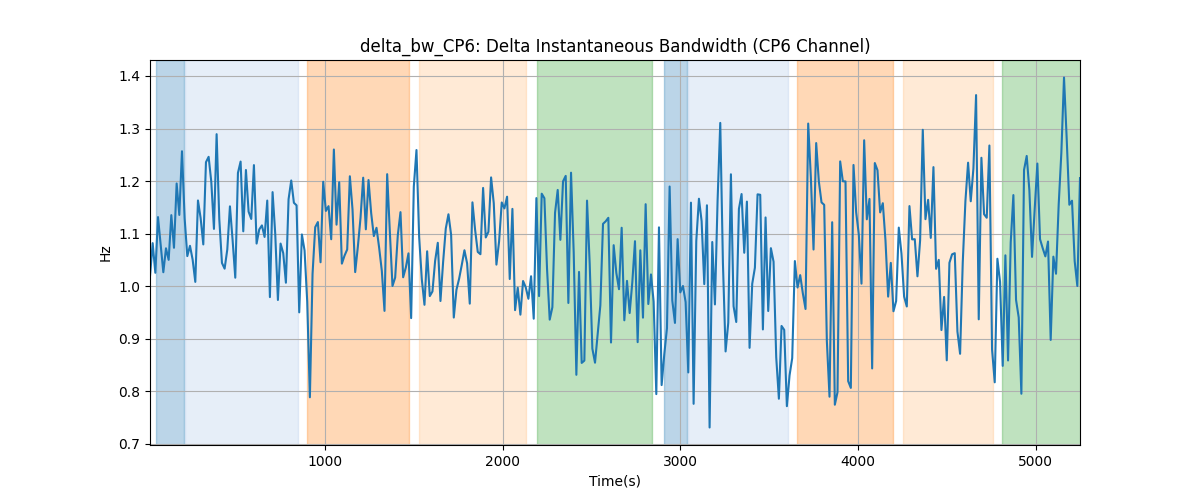 delta_bw_CP6: Delta Instantaneous Bandwidth (CP6 Channel)
1.4
1.3
1.2
1.1
1.0
0.9
0.8
0.7
Hz
1000 2000 3000 4000 5000
Time(s)